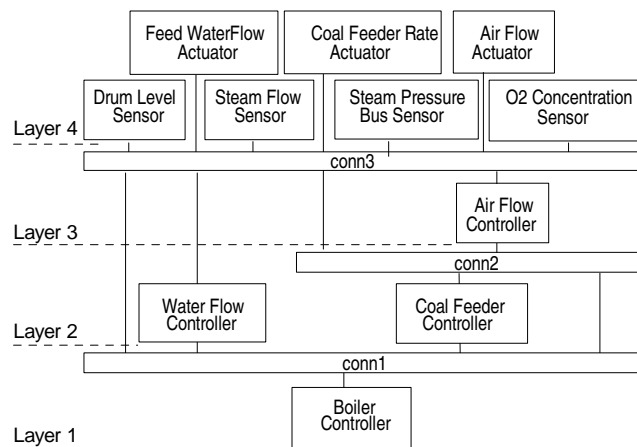 Feed WaterFlow
Actuator
Coal Feeder Rate
Actuator
Air Flow
Actuator
Drum Level
Sensor
Steam Flow
Sensor
Steam Pressure
Bus Sensor
O2 Concentration
Sensor
Layer 4
conn3
Air Flow
Controller
Layer 3
conn2
Water Flow
Controller
Coal Feeder
Controller
Layer 2
conn1
Boiler
Controller
Layer 1